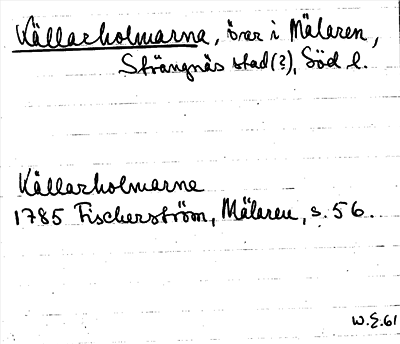 Källarholmarna, öar i Mälaren,
Strängnäs stad(?), Söd l.
Källarholmarne
1785 Fischerström, Mälaren, s. 56.
W.E.61